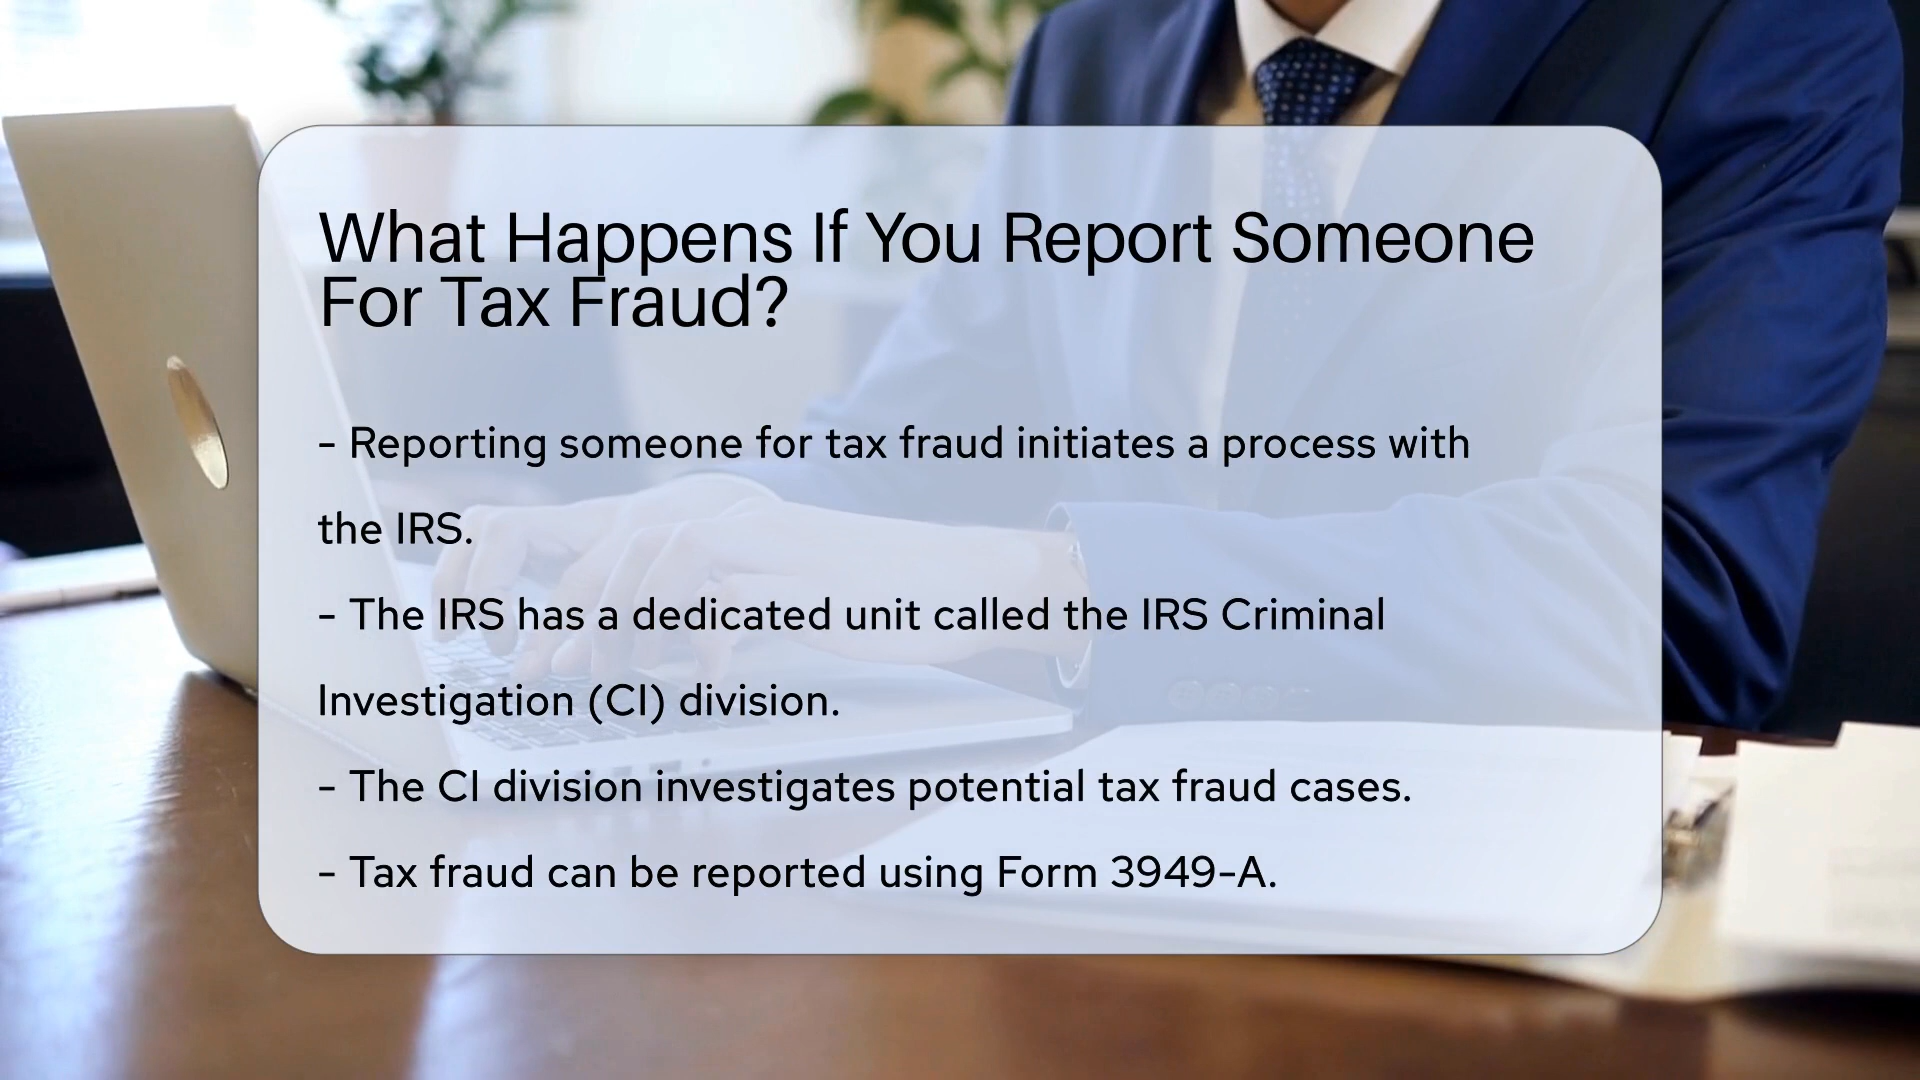 What Happens If You Report Someone
For Tax Fraud?
- Reporting someone for tax fraud initiates a process with
the IRS.
- The IRS has a dedicated unit called the IRS Criminal
Investigation (CI) division.
- The CI division investigates potential tax fraud cases.
- Tax fraud can be reported using Form 3949-A.